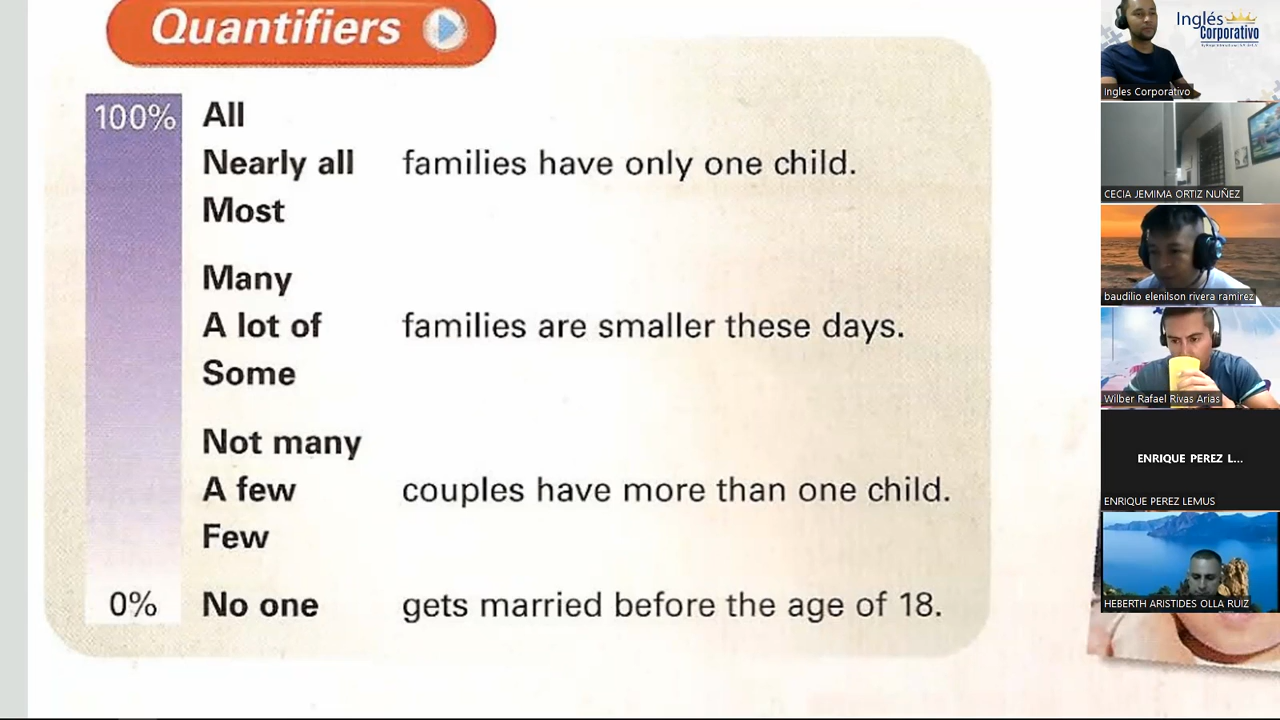 Quantifiers
100% All
Nearly all families have only one child.
Most
Many
A lot of families are smaller these days.
Some
Not many
A few couples have more than one child.
Few
0% No one gets married before the age of 18.
Inglés
Corporativo
Ingles Corporativo
CECIA JEMIMA ORTIZ NUÑEZ
baudilio elenilson rivera ramirez
Wilber Rafael Rivas Arias
ENRIQUE PEREZ L...
ENRIQUE PEREZ LEMUS
HEBERTH ARISTIDES OLLA RUIZ